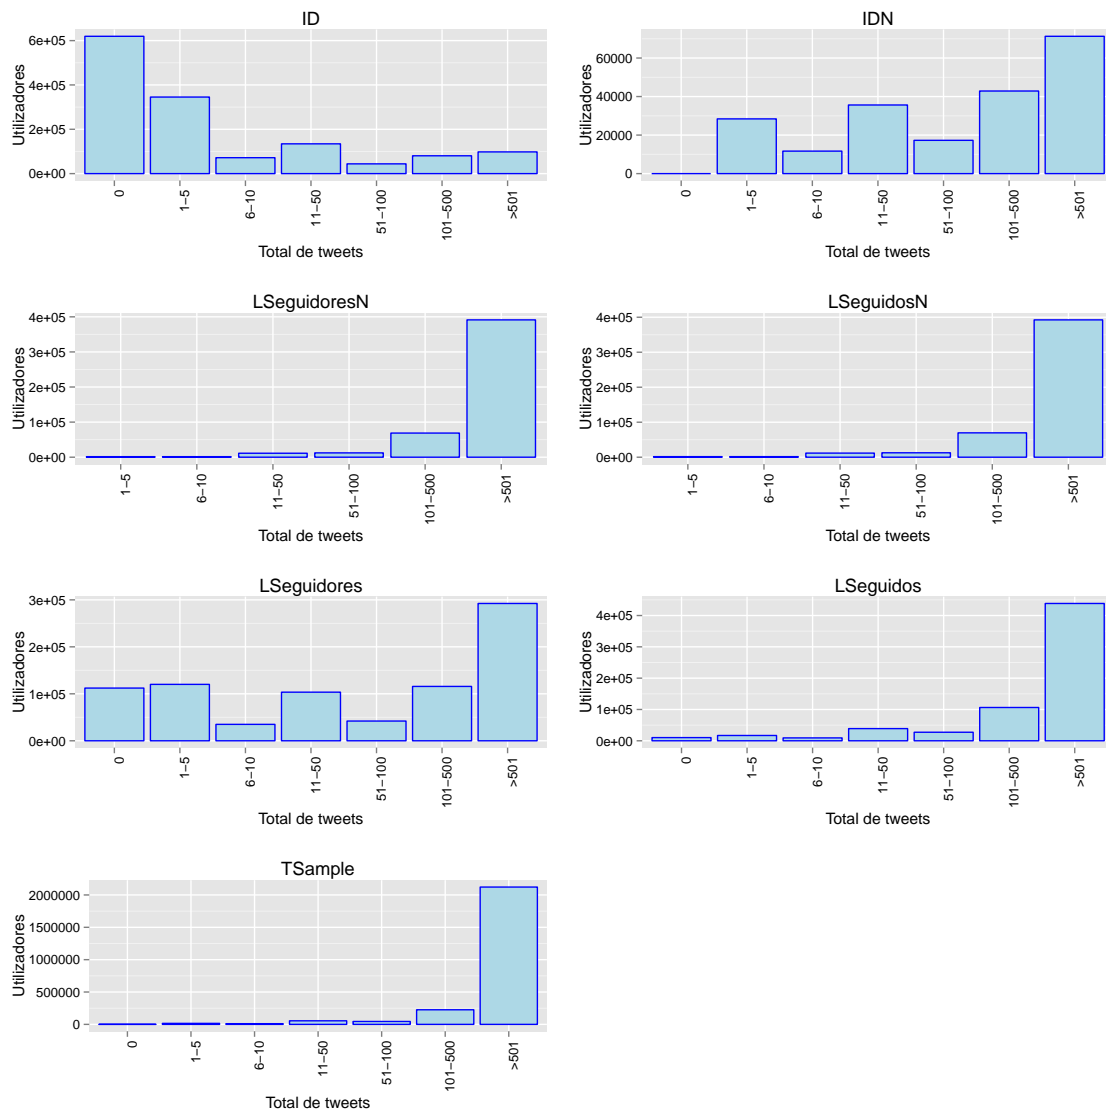 ID
Utilizadores
6e+05
4e+05
2e+05
0e+00
0
1−5
6−10
11−50
51−100
101−500
>501
Total de tweets
IDN
Utilizadores
60000
40000
20000
0
0
1−5
6−10
11−50
51−100
101−500
>501
Total de tweets
LSeguidoresN
Utilizadores
4e+05
3e+05
2e+05
1e+05
0e+00
1−5
6−10
11−50
51−100
101−500
>501
Total de tweets
LSeguidosN
Utilizadores
4e+05
3e+05
2e+05
1e+05
0e+00
1−5
6−10
11−50
51−100
101−500
>501
Total de tweets
LSeguidores
Utilizadores
3e+05
2e+05
1e+05
0e+00
0
1−5
6−10
11−50
51−100
101−500
>501
Total de tweets
LSeguidos
Utilizadores
4e+05
3e+05
2e+05
1e+05
0e+00
0
1−5
6−10
11−50
51−100
101−500
>501
Total de tweets
TSample
Utilizadores
2000000
1500000
1000000
500000
0
0
1−5
6−10
11−50
51−100
101−500
>501
Total de tweets